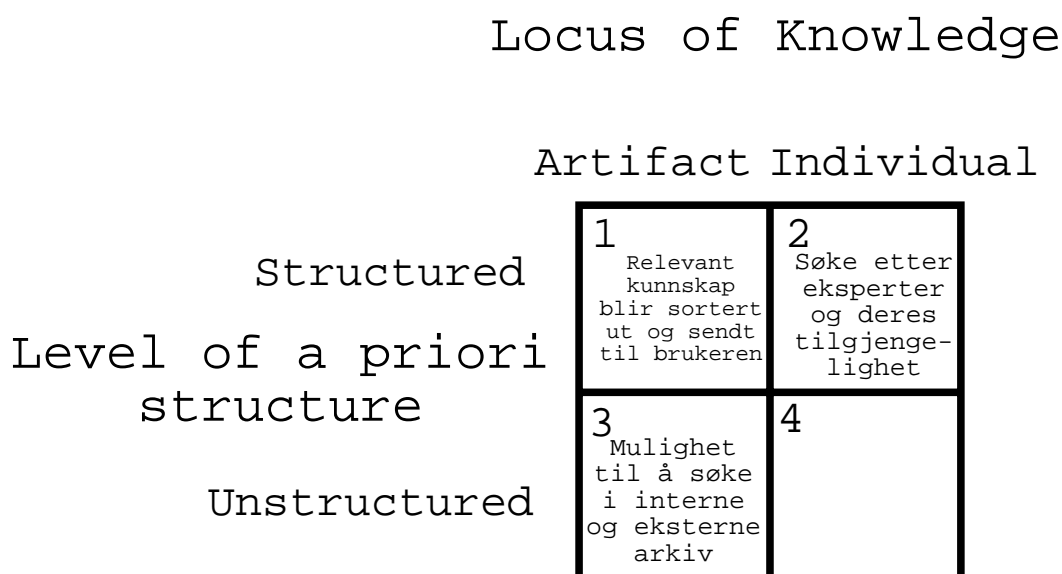 Locus of Knowledge
Artifact Individual
Structured
Level of a priori
structure
Unstructured
1
Relevant
kunnskap
blir sortert
ut og sendt
til brukeren
2
Søke etter
eksperter
og deres
tilgjenge-
lighet
3
Mulighet
til å søke
i interne
og eksterne
arkiv
4